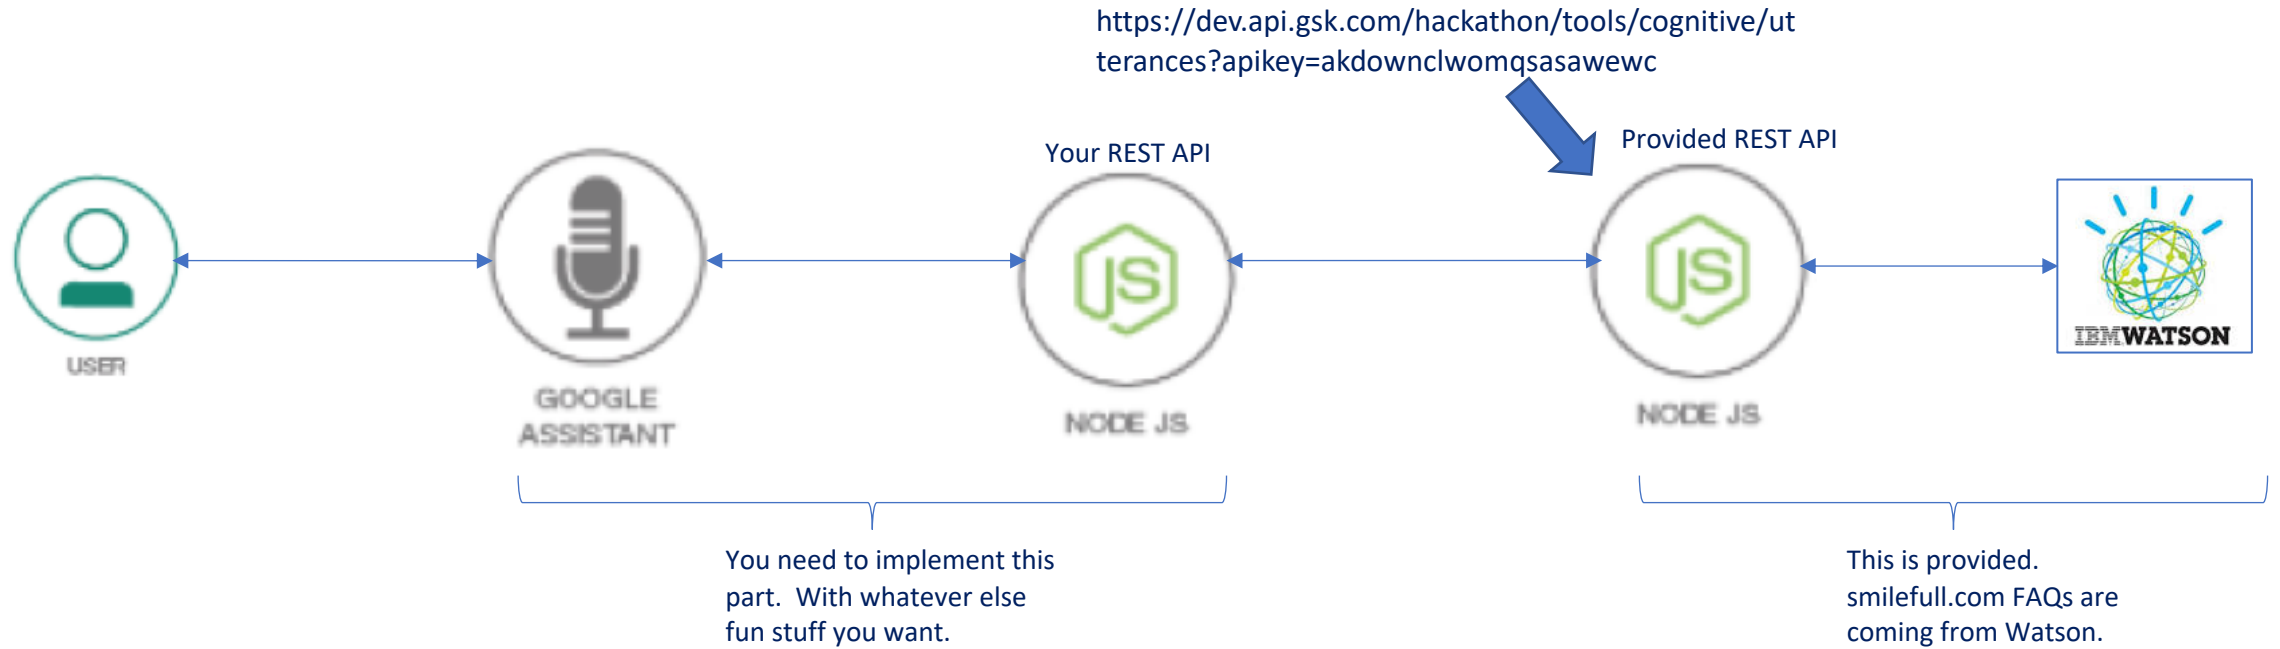 https://dev.api.gsk.com/hackathon/tools/cognitive/ut
terances?apikey=akdownclwomqsasawewc
Your REST API
Provided REST API
USER
GOOGLE
ASSISTANT
NODE JS
JS
NODE JS
JS
IBM WATSON
You need to implement this
part.  With whatever else
fun stuff you want.
This is provided.
smilefull.com FAQs are
coming from Watson.